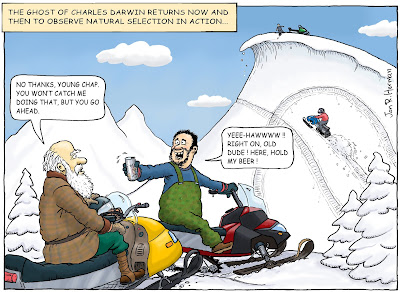 THE GHOST OF CHARLES DARWIN RETURNS NOW AND
THEN TO OBSERVE NATURAL SELECTION IN ACTION...
NO THANKS, YOUNG CHAP.
YOU WON'T CATCH ME
DOING THAT, BUT YOU GO
AHEAD.
YEEE-HAWWWW !!
RIGHT ON, OLD
DUDE ! HERE, HOLD
MY BEER !
Jon R. Herman